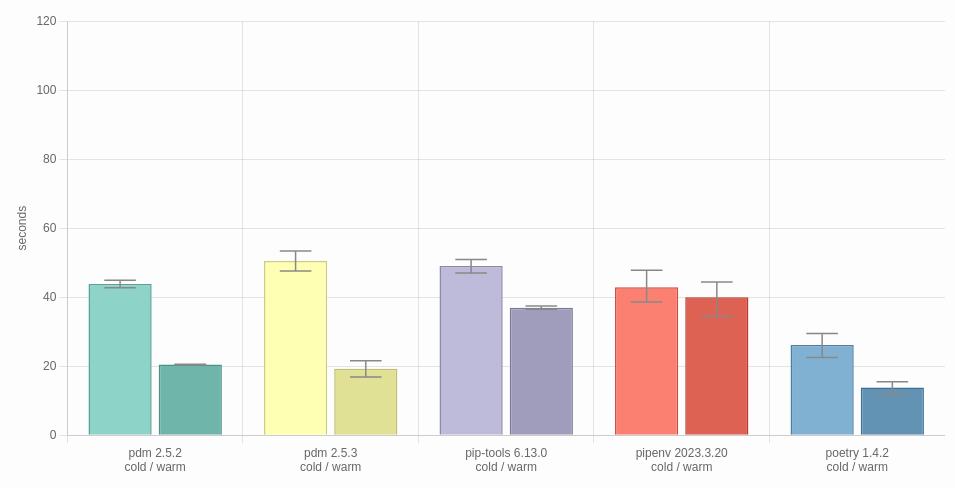 120
100
80
60
40
20
0
seconds
pdm 2.5.2
cold / warm
pdm 2.5.3
cold / warm
pip-tools 6.13.0
cold / warm
pipenv 2023.3.20
cold / warm
poetry 1.4.2
cold / warm